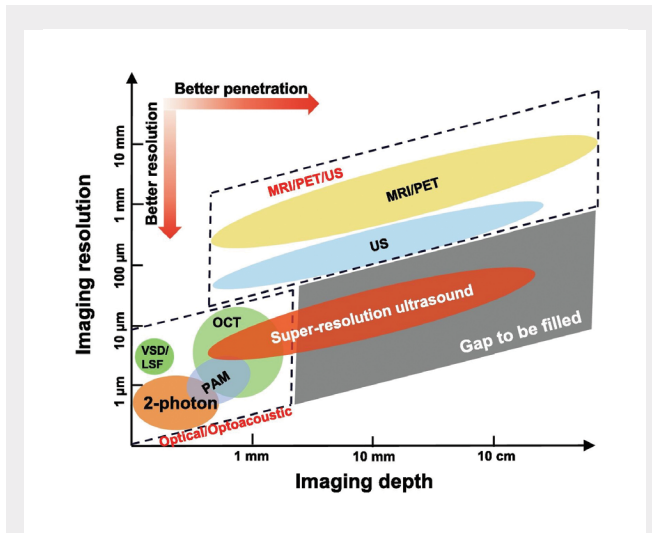 Better penetration
Better resolution
Imaging resolution
10 mm
1 mm
100 µm
10 µm
1 µm
MRI/PET/US
MRI/PET
US
Super-resolution ultrasound
Gap to be filled
OCT
VSD/
LSF
PAM
2-photon
Optical/Optoacoustic
1 mm
10 mm
10 cm
Imaging depth